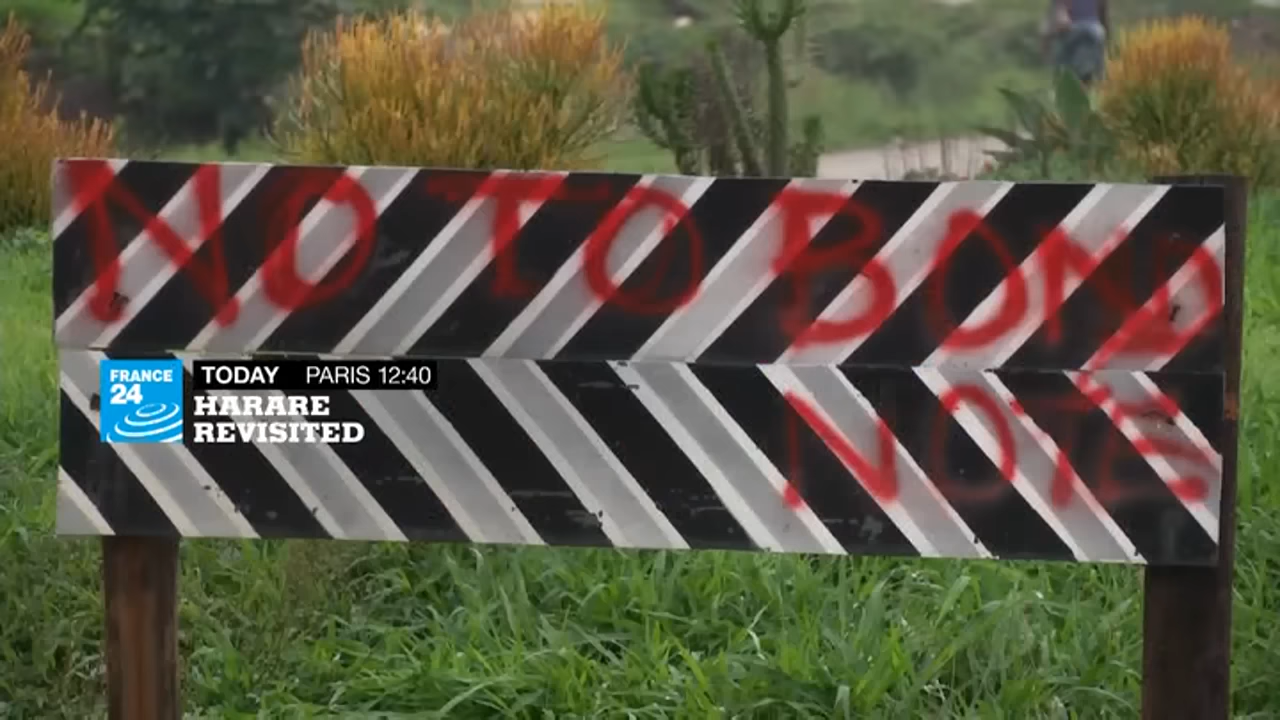 NO TO BOND
NOTE
FRANCE
24
TODAY PARIS 12:40
HARARE
REVISITED